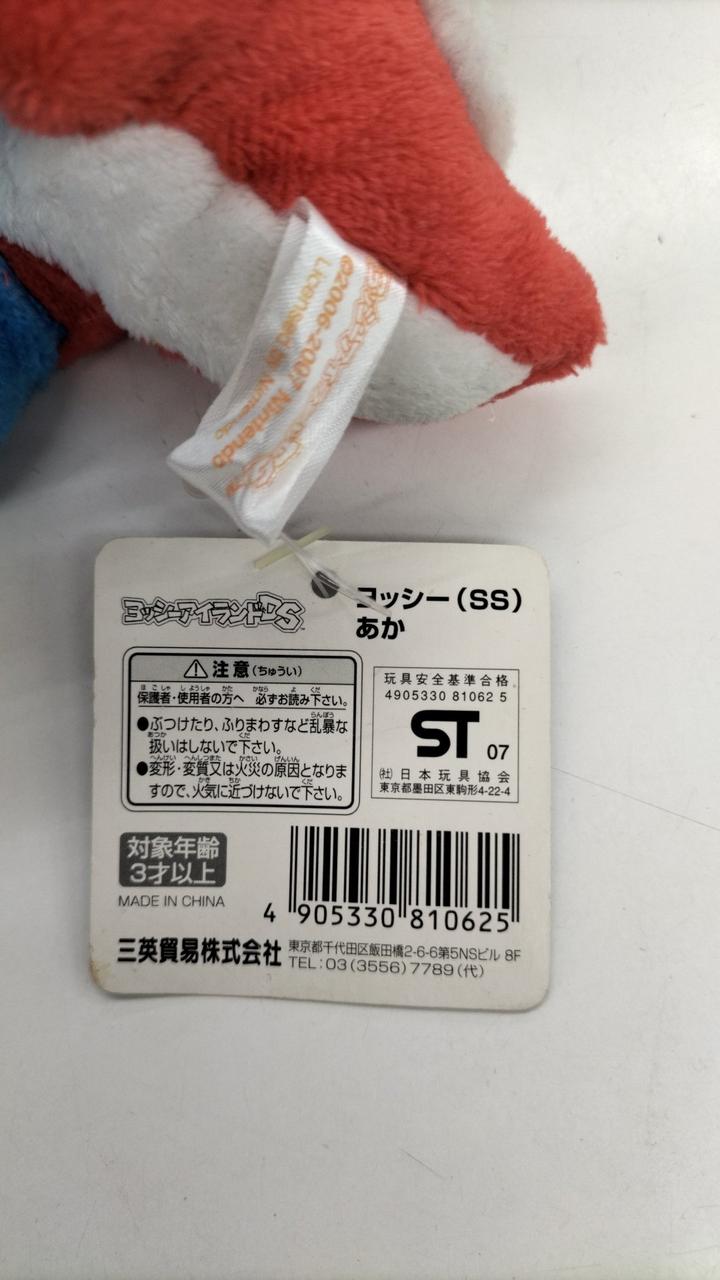 ©2006-2007 Nintendo
Licensed by Nintendo
ヨッシーアイランドDS
ヨッシー(SS)
あか
注意(ちゅうい)
保護者・使用者の方へ 必ずお読み下さい。
●ぶつけたり、ふりまわすなど乱暴な
扱いはしないで下さい。
●変形・変質又は火災の原因となりま
すので、火気に近づけないで下さい。
玩具安全基準合格
4905330 81062 5
ST 07
(社)日本玩具協会
東京都墨田区東駒形4-22-4
対象年齢
3才以上
MADE IN CHINA
4 905330 810625
三英貿易株式会社
東京都千代田区飯田橋2-6-6第5NSビル 8F
TEL:03(3556)7789(代)